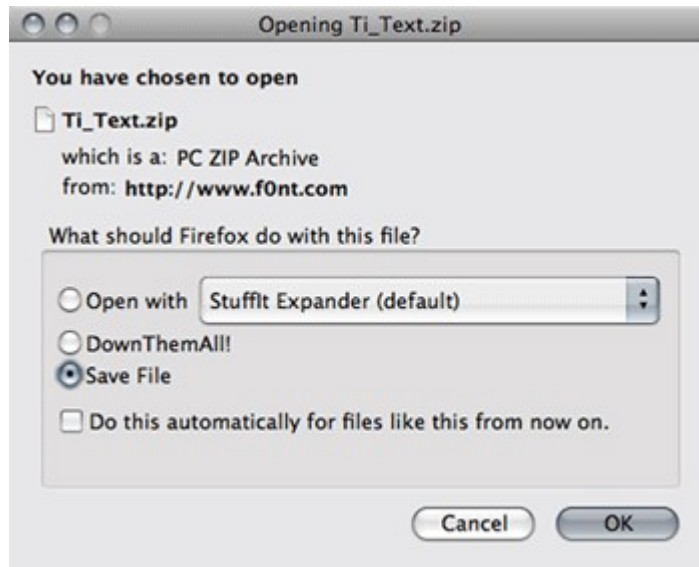 Opening Ti_Text.zip
You have chosen to open
Ti_Text.zip
which is a: PC ZIP Archive
from: http://www.f0nt.com
What should Firefox do with this file?
Open with StuffIt Expander (default)
DownThemAll!
Save File
Do this automatically for files like this from now on.
Cancel OK